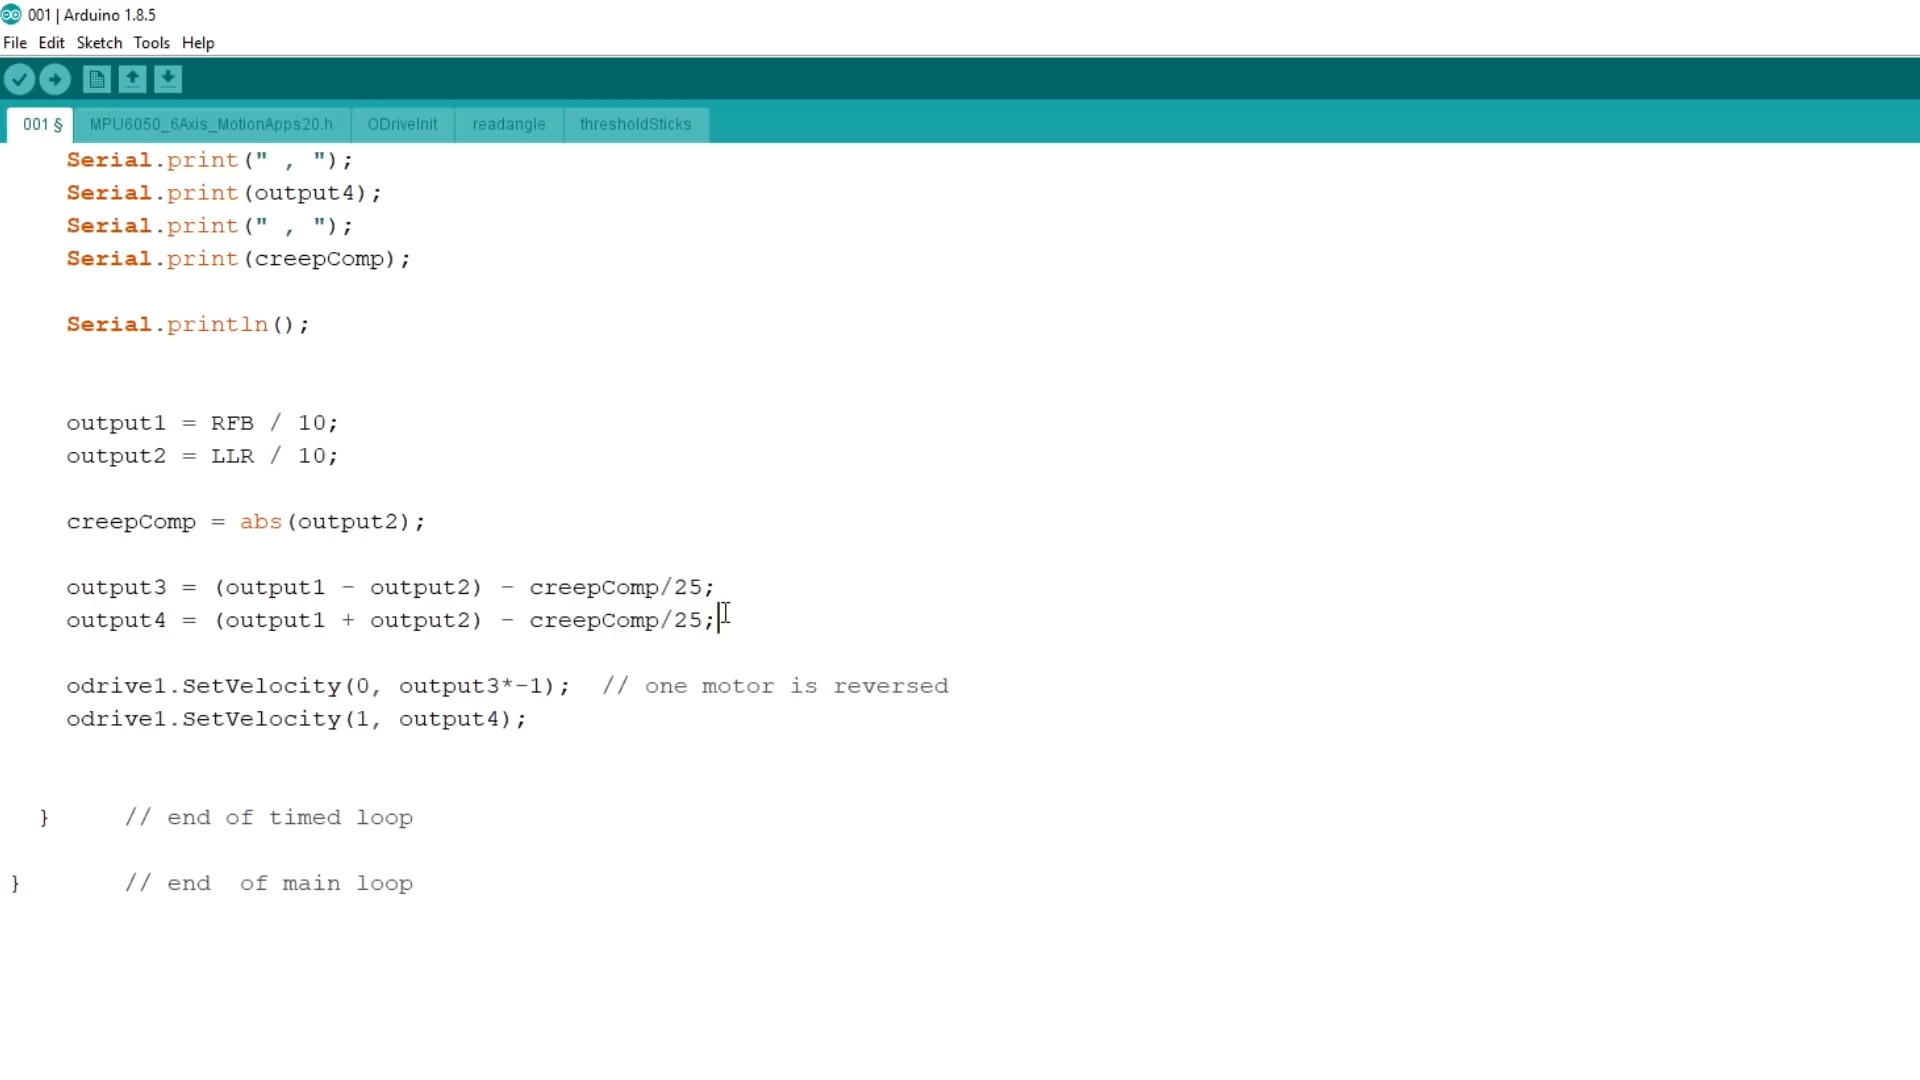 001 | Arduino 1.8.5
File Edit Sketch Tools Help
001 § MPU6050_6Axis_MotionApps20.h ODriveInit readangle thresholdSticks
Serial.print(" , ");
Serial.print(output4);
Serial.print(" , ");
Serial.print(creepComp);
Serial.println();
output1 = RFB / 10;
output2 = LLR / 10;
creepComp = abs(output2);
output3 = (output1 - output2) - creepComp/25;
output4 = (output1 + output2) - creepComp/25;
odrive1.SetVelocity(0, output3*-1);  // one motor is reversed
odrive1.SetVelocity(1, output4);
}      // end of timed loop
}        // end  of main loop